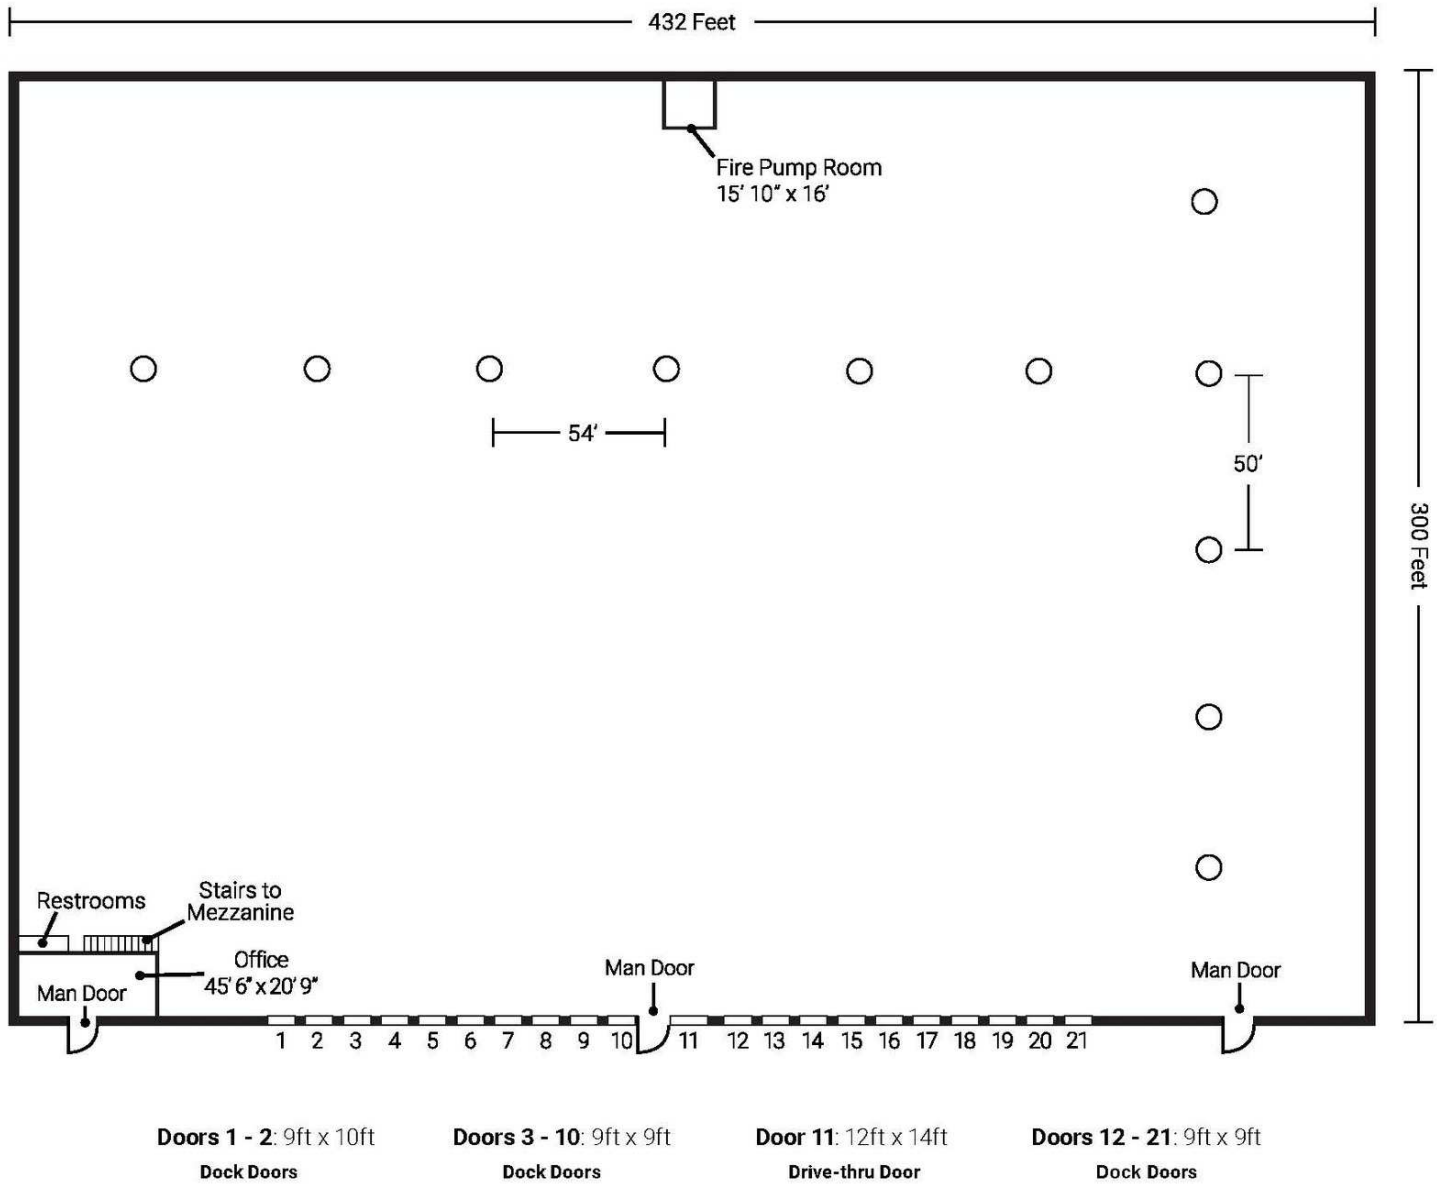 432 Feet
Fire Pump Room
15' 10" x 16'
54'
50'
300 Feet
Restrooms
Stairs to
Mezzanine
Office
45' 6" x 20' 9"
Man Door
Man Door
Man Door
1 2 3 4 5 6 7 8 9 10 11 12 13 14 15 16 17 18 19 20 21
Doors 1 - 2: 9ft x 10ft
Dock Doors
Doors 3 - 10: 9ft x 9ft
Dock Doors
Door 11: 12ft x 14ft
Drive-thru Door
Doors 12 - 21: 9ft x 9ft
Dock Doors